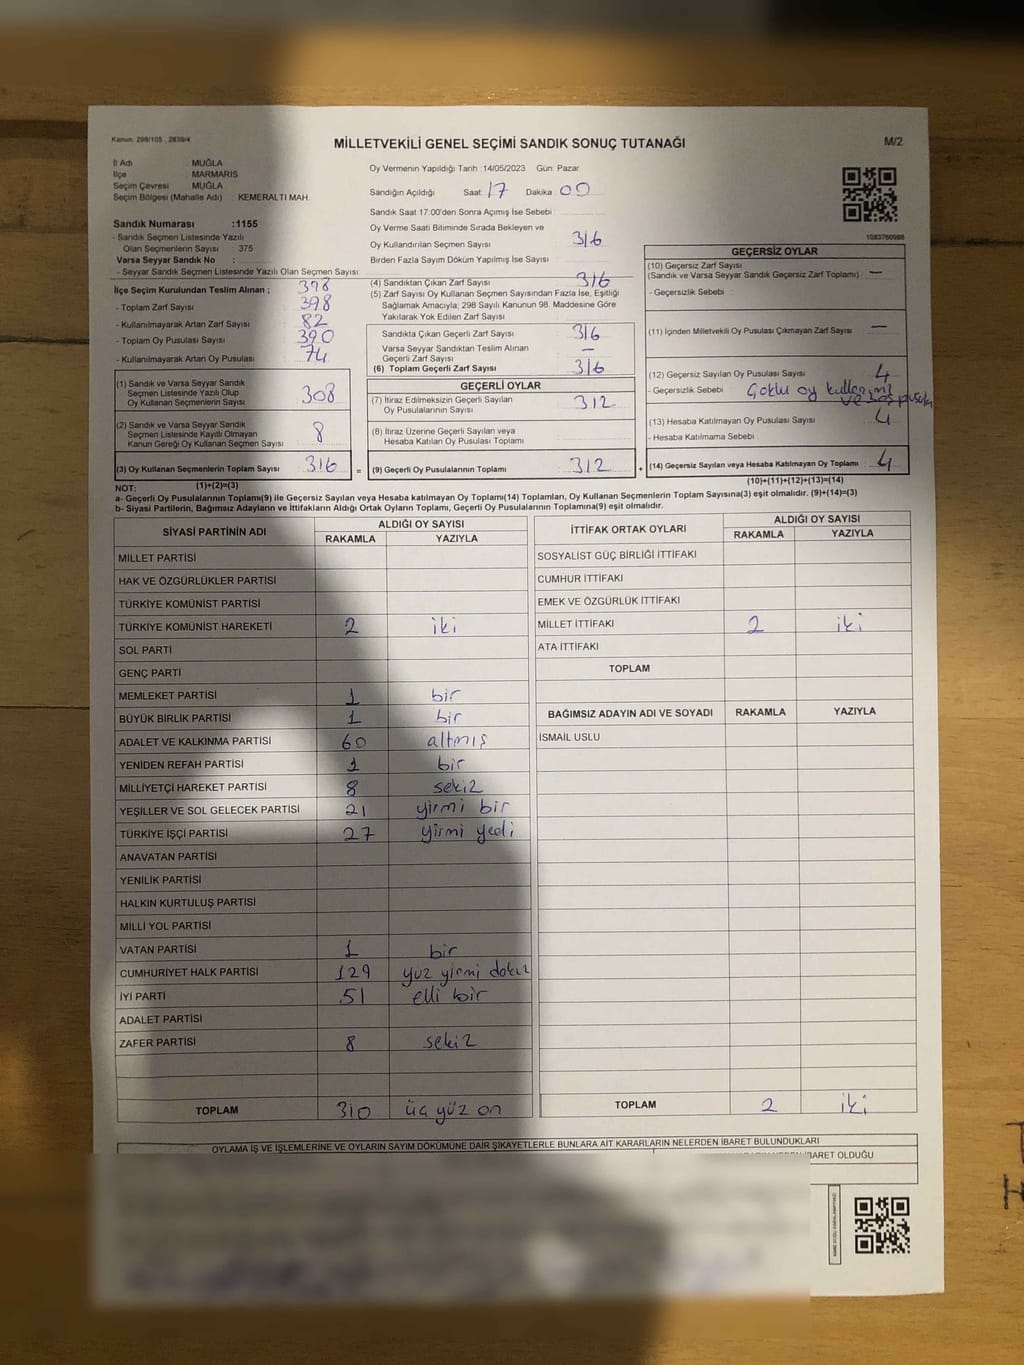 Kanun: 298/105 , 2839/4
MİLLETVEKİLİ GENEL SEÇİMİ SANDIK SONUÇ TUTANAĞI
M/2
İl Adı : MUĞLA
İlçe : MARMARİS
Seçim Çevresi : MUĞLA
Seçim Bölgesi (Mahalle Adı) : KEMERALTI MAH.
Oy Vermenin Yapıldığı Tarih :14/05/2023 Gün: Pazar
Sandığın Açıldığı Saat: 17 Dakika: 00
Sandık Saat 17:00'den Sonra Açımış İse Sebebi :
Sandık Numarası :1155
- Sandık Seçmen Listesinde Yazılı
Olan Seçmenlerin Sayısı : 375
Varsa Seyyar Sandık No :
- Seyyar Sandık Seçmen Listesinde Yazılı Olan Seçmen Sayısı:
Oy Verme Saati Bitiminde Sırada Bekleyen ve
Oy Kullandırılan Seçmen Sayısı 316
Birden Fazla Sayım Döküm Yapılmış İse Sayısı
1083760998
İlçe Seçim Kurulundan Teslim Alınan ;
- Toplam Zarf Sayısı 398
- Kullanılmayarak Artan Zarf Sayısı 82
- Toplam Oy Pusulası Sayısı 390
- Kullanılmayarak Artan Oy Pusulası 74
(4) Sandıktan Çıkan Zarf Sayısı 316
(5) Zarf Sayısı Oy Kullanan Seçmen Sayısından Fazla İse, Eşitliği
Sağlamak Amacıyla; 298 Sayılı Kanunun 98. Maddesine Göre
Yakılarak Yok Edilen Zarf Sayısı
Sandıkta Çıkan Geçerli Zarf Sayısı 316
Varsa Seyyar Sandıktan Teslim Alınan
Geçerli Zarf Sayısı —
(6) Toplam Geçerli Zarf Sayısı 316
GEÇERSİZ OYLAR
(10) Geçersiz Zarf Sayısı
(Sandık ve Varsa Seyyar Sandık Geçersiz Zarf Toplamı) —
- Geçersizlik Sebebi :
(11) İçinden Milletvekili Oy Pusulası Çıkmayan Zarf Sayısı —
(12) Geçersiz Sayılan Oy Pusulası Sayısı 4
- Geçersizlik Sebebi Çoklu oy
(13) Hesaba Katılmayan Oy Pusulası Sayısı 4
- Hesaba Katılmama Sebebi
(14) Geçersiz Sayılan veya Hesaba Katılmayan Oy Toplamı 4
(10)+(11)+(12)+(13)=(14)
(1) Sandık ve Varsa Seyyar Sandık
Seçmen Listesinde Yazılı Olup
Oy Kullanan Seçmenlerin Sayısı 308
(2) Sandık ve Varsa Seyyar Sandık
Seçmen Listesinde Kayıtlı Olmayan
Kanun Gereği Oy Kullanan Seçmen Sayısı 8
(3) Oy Kullanan Seçmenlerin Toplam Sayısı 316 =
(1)+(2)=(3)
GEÇERLİ OYLAR
(7) İtiraz Edilmeksizin Geçerli Sayılan
Oy Pusulalarının Sayısı 312
(8) İtiraz Üzerine Geçerli Sayılan veya
Hesaba Katılan Oy Pusulası Toplamı
(9) Geçerli Oy Pusulalarının Toplamı 312 +
NOT:
a- Geçerli Oy Pusulalarının Toplamı(9) ile Geçersiz Sayılan veya Hesaba katılmayan Oy Toplamı(14) Toplamları, Oy Kullanan Seçmenlerin Toplam Sayısına(3) eşit olmalıdır. (9)+(14)=(3)
b- Siyasi Partilerin, Bağımsız Adayların ve İttifakların Aldığı Oyların Toplamı, Geçerli Oy Pusulalarının Toplamına(9) eşit olmalıdır.
SİYASİ PARTİNİN ADI ALDIĞI OY SAYISI
RAKAMLA YAZIYLA
MİLLET PARTİSİ
HAK VE ÖZGÜRLÜKLER PARTİSİ
TÜRKİYE KOMÜNİST PARTİSİ
TÜRKİYE KOMÜNİST HAREKETİ 2 iki
SOL PARTİ
GENÇ PARTİ
MEMLEKET PARTİSİ 1 bir
BÜYÜK BİRLİK PARTİSİ 1 bir
ADALET VE KALKINMA PARTİSİ 60 altmış
YENİDEN REFAH PARTİSİ 1 bir
MİLLİYETÇİ HAREKET PARTİSİ 8 sekiz
YEŞİLLER VE SOL GELECEK PARTİSİ 21 yirmi bir
TÜRKİYE İŞÇİ PARTİSİ 27 yirmi yedi
ANAVATAN PARTİSİ
YENİLİK PARTİSİ
HALKIN KURTULUŞ PARTİSİ
MİLLİ YOL PARTİSİ
VATAN PARTİSİ 1 bir
CUMHURİYET HALK PARTİSİ 129 yüz yirmi dokuz
İYİ PARTİ 51 elli bir
ADALET PARTİSİ
ZAFER PARTİSİ 8 sekiz
TOPLAM 310 üç yüz on
İTTİFAK ORTAK OYLARI ALDIĞI OY SAYISI
RAKAMLA YAZIYLA
SOSYALİST GÜÇ BİRLİĞİ İTTİFAKI
CUMHUR İTTİFAKI
EMEK VE ÖZGÜRLÜK İTTİFAKI
MİLLET İTTİFAKI 2 iki
ATA İTTİFAKI
TOPLAM
BAĞIMSIZ ADAYIN ADI VE SOYADI RAKAMLA YAZIYLA
İSMAİL USLU
TOPLAM 2 iki
OYLAMA İŞ VE İŞLEMLERİNE VE OYLARIN SAYIM DÖKÜMÜNE DAİR ŞİKAYETLERLE BUNLARA AİT KARARLARIN NELERDEN İBARET BULUNDUKLARI
İBARET OLDUĞU